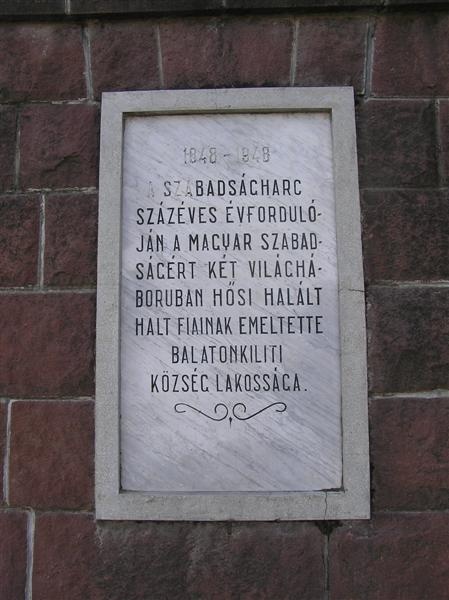 1848-1948
A SZABADSÁGHARC
SZÁZÉVES ÉVFORDULÓ-
JÁN A MAGYAR SZABAD-
SÁGÉRT KÉT VILÁGHÁ-
BORUBAN HŐSI HALÁLT
HALT FIAINAK EMELTETTE
BALATONKILITI
KÖZSÉG LAKOSSÁGA.